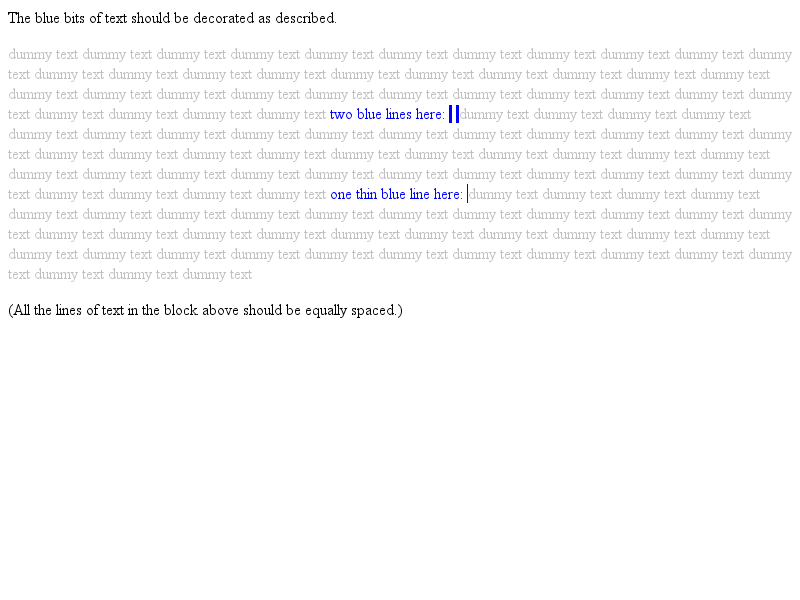 The blue bits of text should be decorated as described.
dummy text dummy text dummy text dummy text dummy text dummy text dummy text dummy text dummy text dummy text dummy
text dummy text dummy text dummy text dummy text dummy text dummy text dummy text dummy text dummy text dummy text
dummy text dummy text dummy text dummy text dummy text dummy text dummy text dummy text dummy text dummy text dummy
text dummy text dummy text dummy text dummy text two blue lines here: dummy text dummy text dummy text dummy text
dummy text dummy text dummy text dummy text dummy text dummy text dummy text dummy text dummy text dummy text dummy
text dummy text dummy text dummy text dummy text dummy text dummy text dummy text dummy text dummy text dummy text
dummy text dummy text dummy text dummy text dummy text dummy text dummy text dummy text dummy text dummy text dummy
text dummy text dummy text dummy text dummy text one thin blue line here: dummy text dummy text dummy text dummy text
dummy text dummy text dummy text dummy text dummy text dummy text dummy text dummy text dummy text dummy text dummy
text dummy text dummy text dummy text dummy text dummy text dummy text dummy text dummy text dummy text dummy text
dummy text dummy text dummy text dummy text dummy text dummy text dummy text dummy text dummy text dummy text dummy
text dummy text dummy text dummy text
(All the lines of text in the block above should be equally spaced.)